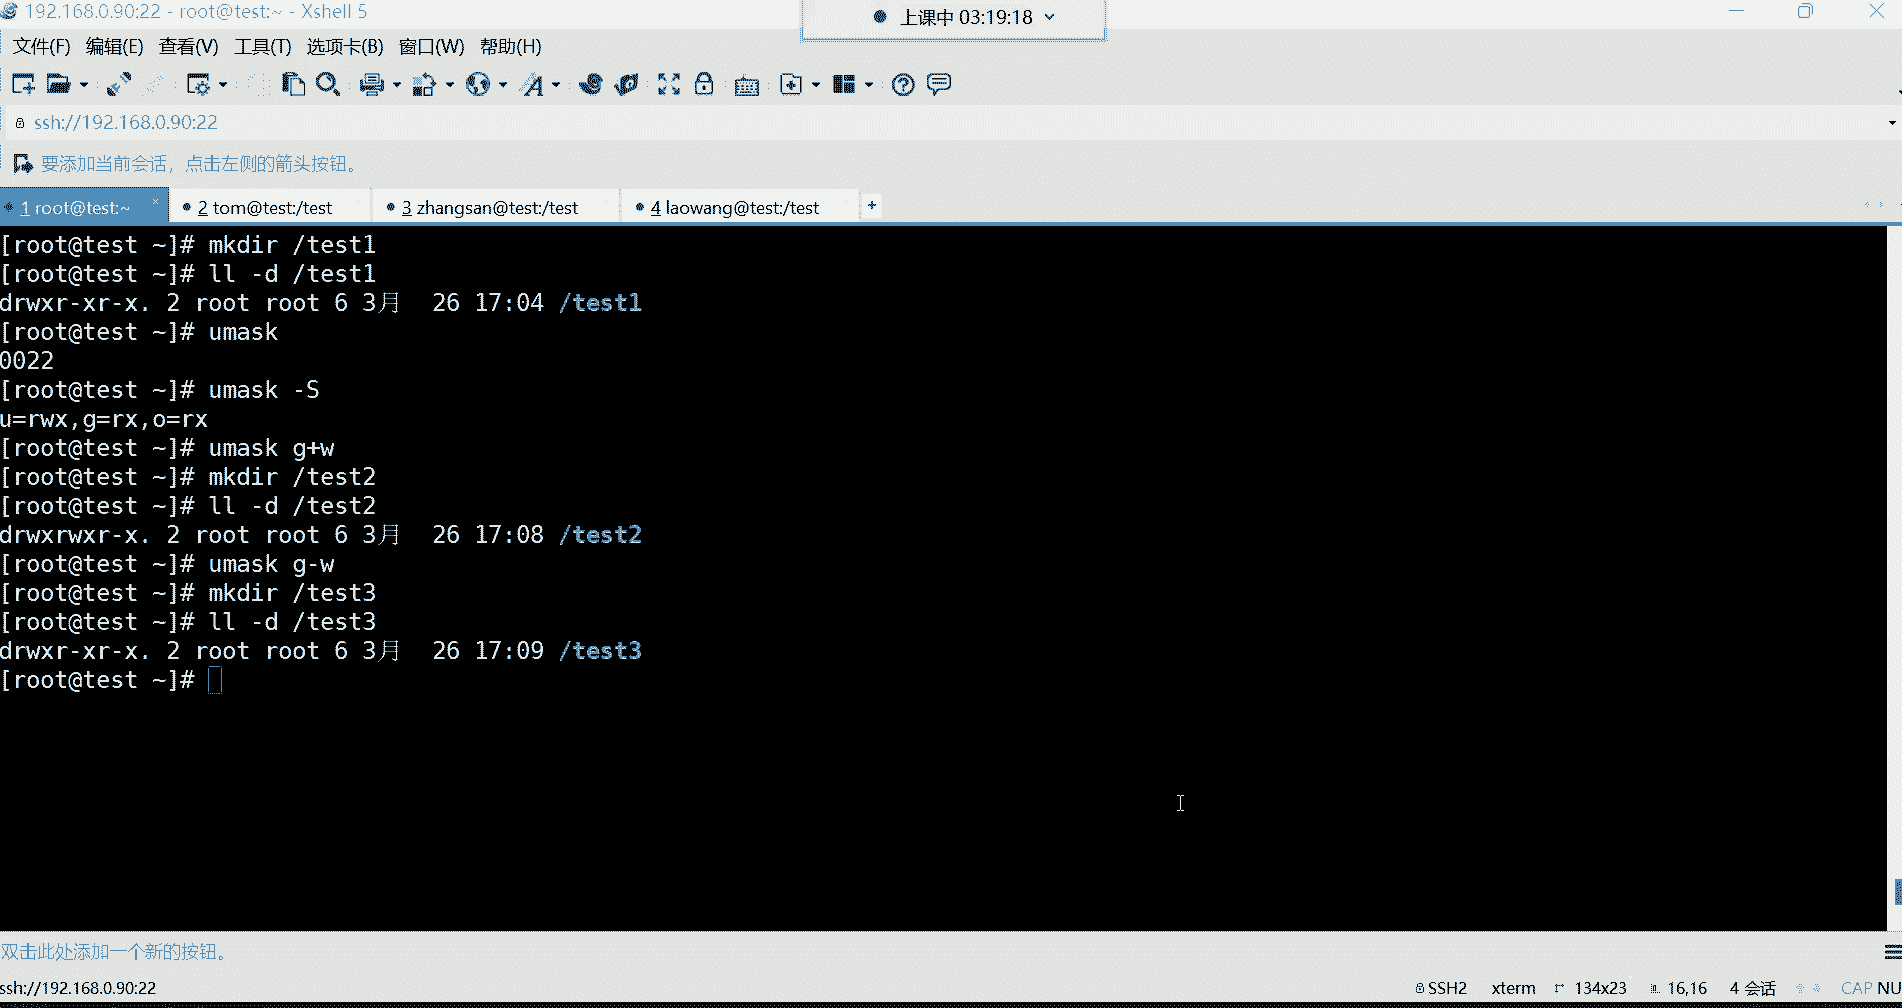 192.168.0.90:22 - root@test:~ - Xshell 5
上课中 03:19:18
文件(F) 编辑(E) 查看(V) 工具(T) 选项卡(B) 窗口(W) 帮助(H)
ssh://192.168.0.90:22
要添加当前会话，点击左侧的箭头按钮。
1 root@test:~ 2 tom@test:/test 3 zhangsan@test:/test 4 laowang@test:/test
[root@test ~]# mkdir /test1
[root@test ~]# ll -d /test1
drwxr-xr-x. 2 root root 6 3月  26 17:04 /test1
[root@test ~]# umask
0022
[root@test ~]# umask -S
u=rwx,g=rx,o=rx
[root@test ~]# umask g+w
[root@test ~]# mkdir /test2
[root@test ~]# ll -d /test2
drwxrwxr-x. 2 root root 6 3月  26 17:08 /test2
[root@test ~]# umask g-w
[root@test ~]# mkdir /test3
[root@test ~]# ll -d /test3
drwxr-xr-x. 2 root root 6 3月  26 17:09 /test3
[root@test ~]#
双击此处添加一个新的按钮。
ssh://192.168.0.90:22 SSH2 xterm 134x23 16,16 4 会话 CAP NU